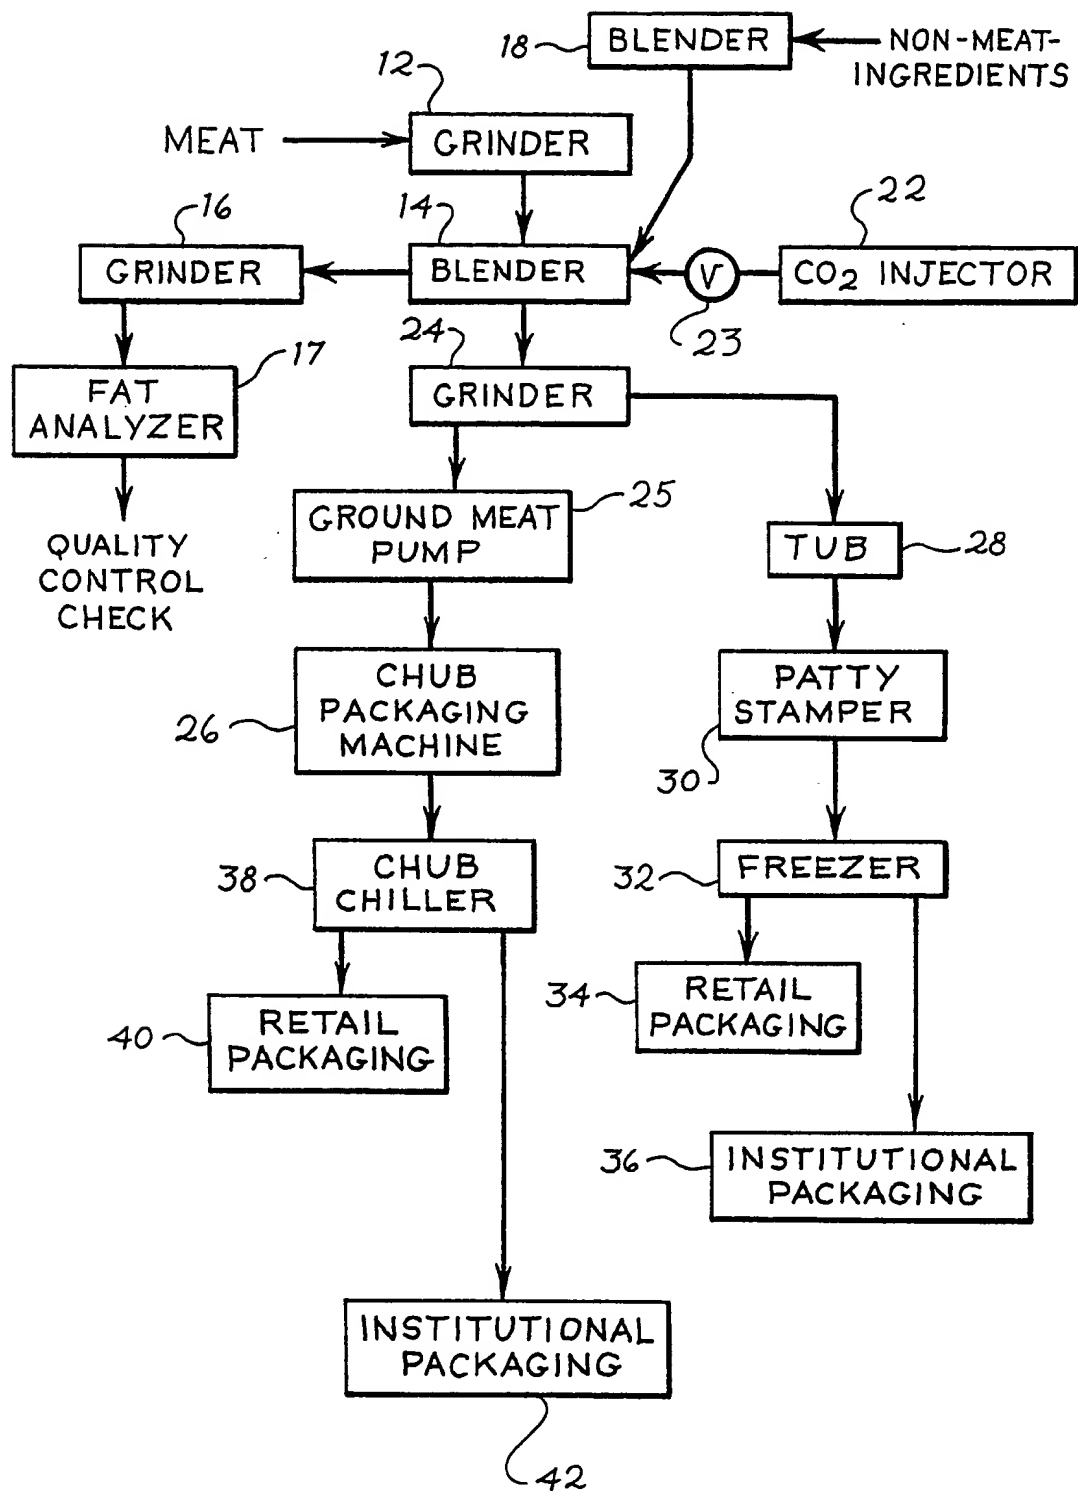 18
BLENDER
NON-MEAT-
INGREDIENTS
12
MEAT
GRINDER
16
14
22
GRINDER
BLENDER
V
CO2 INJECTOR
23
24
17
FAT
ANALYZER
GRINDER
QUALITY
CONTROL
CHECK
GROUND MEAT
PUMP
25
TUB
28
CHUB
PACKAGING
MACHINE
26
PATTY
STAMPER
30
38
CHUB
CHILLER
32
FREEZER
40
RETAIL
PACKAGING
34
RETAIL
PACKAGING
36
INSTITUTIONAL
PACKAGING
INSTITUTIONAL
PACKAGING
42